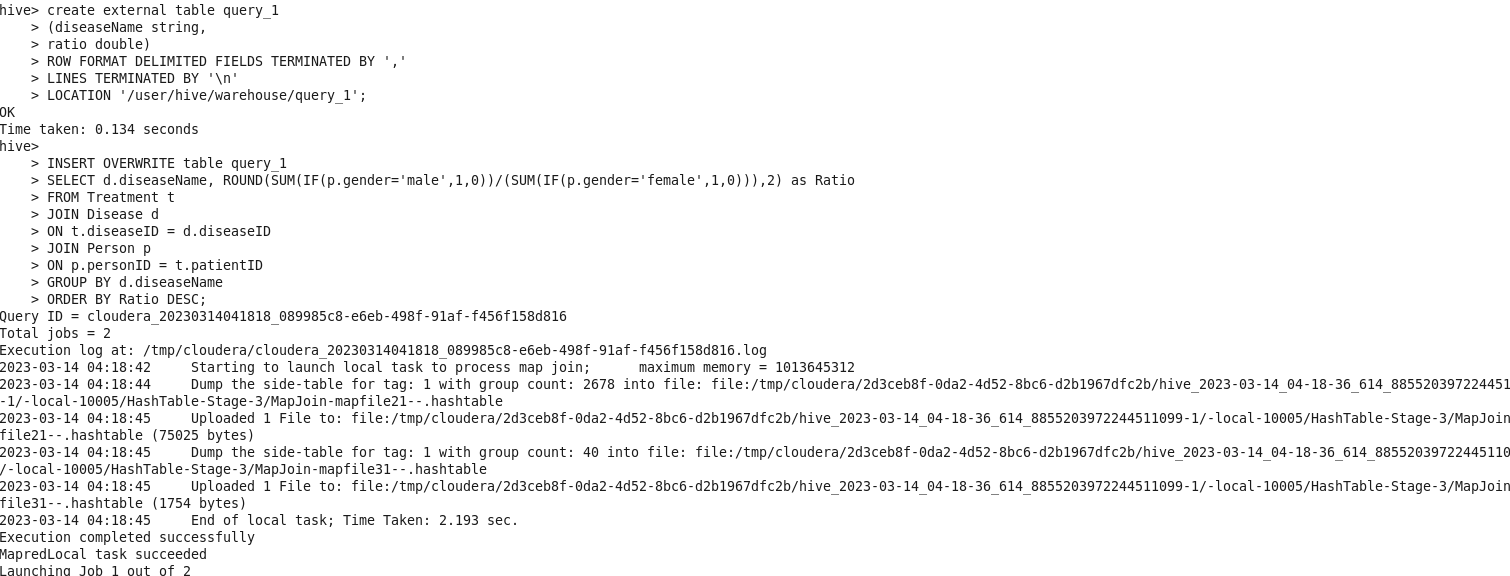 hive> create external table query_1
    > (diseaseName string,
    > ratio double)
    > ROW FORMAT DELIMITED FIELDS TERMINATED BY ','
    > LINES TERMINATED BY '\n'
    > LOCATION '/user/hive/warehouse/query_1';
OK
Time taken: 0.134 seconds
hive>
    > INSERT OVERWRITE table query_1
    > SELECT d.diseaseName, ROUND(SUM(IF(p.gender='male',1,0))/(SUM(IF(p.gender='female',1,0))),2) as Ratio
    > FROM Treatment t
    > JOIN Disease d
    > ON t.diseaseID = d.diseaseID
    > JOIN Person p
    > ON p.personID = t.patientID
    > GROUP BY d.diseaseName
    > ORDER BY Ratio DESC;
Query ID = cloudera_20230314041818_089985c8-e6eb-498f-91af-f456f158d816
Total jobs = 2
Execution log at: /tmp/cloudera/cloudera_20230314041818_089985c8-e6eb-498f-91af-f456f158d816.log
2023-03-14 04:18:42     Starting to launch local task to process map join;      maximum memory = 1013645312
2023-03-14 04:18:44     Dump the side-table for tag: 1 with group count: 2678 into file: file:/tmp/cloudera/2d3ceb8f-0da2-4d52-8bc6-d2b1967dfc2b/hive_2023-03-14_04-18-36_614_885520397224451
-1/-local-10005/HashTable-Stage-3/MapJoin-mapfile21--.hashtable
2023-03-14 04:18:45     Uploaded 1 File to: file:/tmp/cloudera/2d3ceb8f-0da2-4d52-8bc6-d2b1967dfc2b/hive_2023-03-14_04-18-36_614_8855203972244511099-1/-local-10005/HashTable-Stage-3/MapJoin
file21--.hashtable (75025 bytes)
2023-03-14 04:18:45     Dump the side-table for tag: 1 with group count: 40 into file: file:/tmp/cloudera/2d3ceb8f-0da2-4d52-8bc6-d2b1967dfc2b/hive_2023-03-14_04-18-36_614_88552039722445110
/-local-10005/HashTable-Stage-3/MapJoin-mapfile31--.hashtable
2023-03-14 04:18:45     Uploaded 1 File to: file:/tmp/cloudera/2d3ceb8f-0da2-4d52-8bc6-d2b1967dfc2b/hive_2023-03-14_04-18-36_614_8855203972244511099-1/-local-10005/HashTable-Stage-3/MapJoin
file31--.hashtable (1754 bytes)
2023-03-14 04:18:45     End of local task; Time Taken: 2.193 sec.
Execution completed successfully
MapredLocal task succeeded
Launching Job 1 out of 2